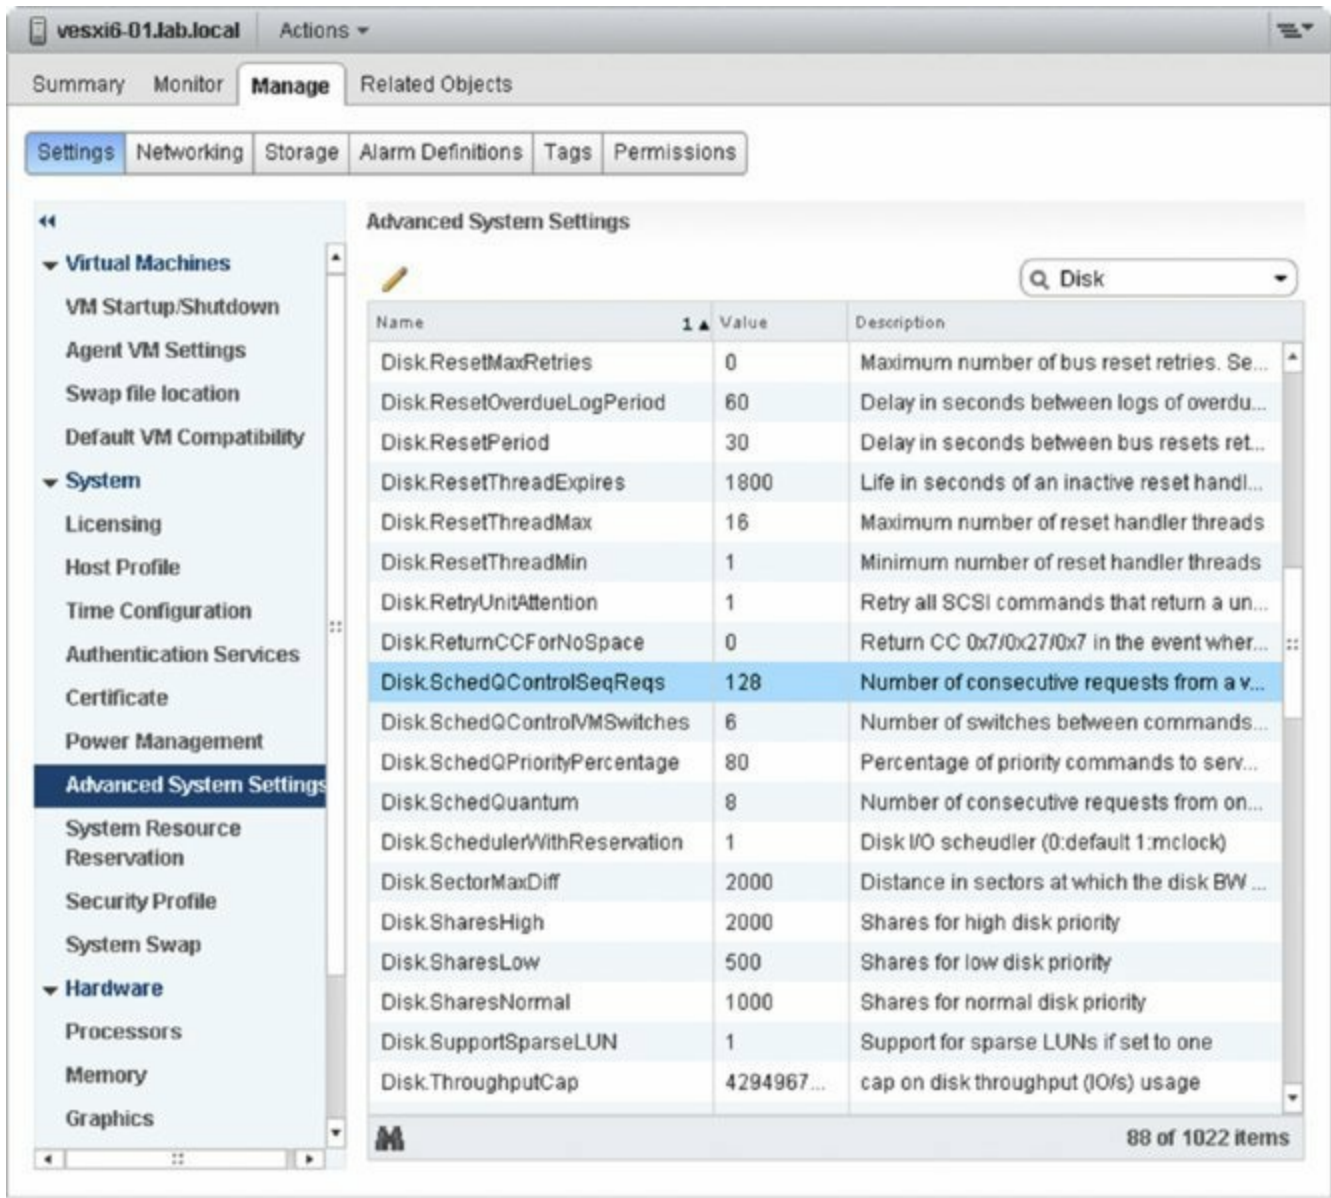 vesxi6-01.lab.local Actions
Summary Monitor Manage Related Objects
Settings Networking Storage Alarm Definitions Tags Permissions
Virtual Machines
VM Startup/Shutdown
Agent VM Settings
Swap file location
Default VM Compatibility
System
Licensing
Host Profile
Time Configuration
Authentication Services
Certificate
Power Management
Advanced System Settings
System Resource
Reservation
Security Profile
System Swap
Hardware
Processors
Memory
Graphics
Advanced System Settings
Disk
Name 1 Value Description
Disk.ResetMaxRetries 0 Maximum number of bus reset retries. Se...
Disk.ResetOverdueLogPeriod 60 Delay in seconds between logs of overdu...
Disk.ResetPeriod 30 Delay in seconds between bus resets ret...
Disk.ResetThreadExpires 1800 Life in seconds of an inactive reset handl...
Disk.ResetThreadMax 16 Maximum number of reset handler threads
Disk.ResetThreadMin 1 Minimum number of reset handler threads
Disk.RetryUnitAttention 1 Retry all SCSI commands that return a un...
Disk.ReturnCCForNoSpace 0 Return CC 0x7/0x27/0x7 in the event wher...
Disk.SchedQControlSeqReqs 128 Number of consecutive requests from a v...
Disk.SchedQControlVMSwitches 6 Number of switches between commands...
Disk.SchedQPriorityPercentage 80 Percentage of priority commands to serv...
Disk.SchedQuantum 8 Number of consecutive requests from on...
Disk.SchedulerWithReservation 1 Disk I/O scheudler (0:default 1:mclock)
Disk.SectorMaxDiff 2000 Distance in sectors at which the disk BW ...
Disk.SharesHigh 2000 Shares for high disk priority
Disk.SharesLow 500 Shares for low disk priority
Disk.SharesNormal 1000 Shares for normal disk priority
Disk.SupportSparseLUN 1 Support for sparse LUNs if set to one
Disk.ThroughputCap 4294967... cap on disk throughput (IO/s) usage
88 of 1022 items